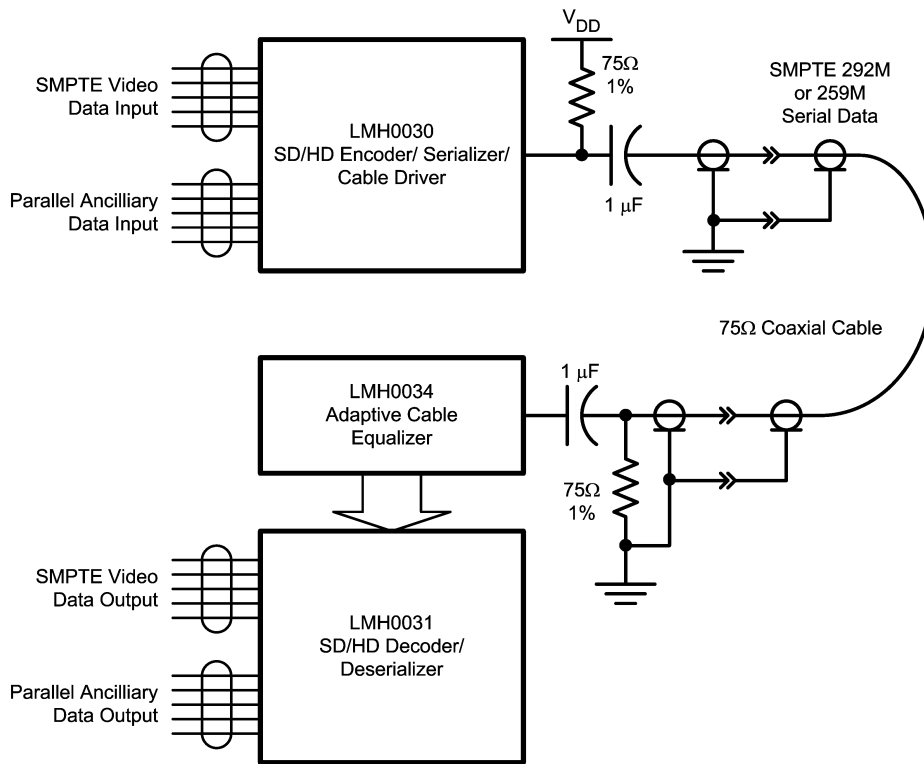 V_DD
75Ω
1%
SMPTE 292M
or 259M
Serial Data
SMPTE Video
Data Input
LMH0030
SD/HD Encoder/ Serializer/
Cable Driver
Parallel Ancilliary
Data Input
1 μF
75Ω Coaxial Cable
LMH0034
Adaptive Cable
Equalizer
1 μF
75Ω
1%
SMPTE Video
Data Output
LMH0031
SD/HD Decoder/
Deserializer
Parallel Ancilliary
Data Output